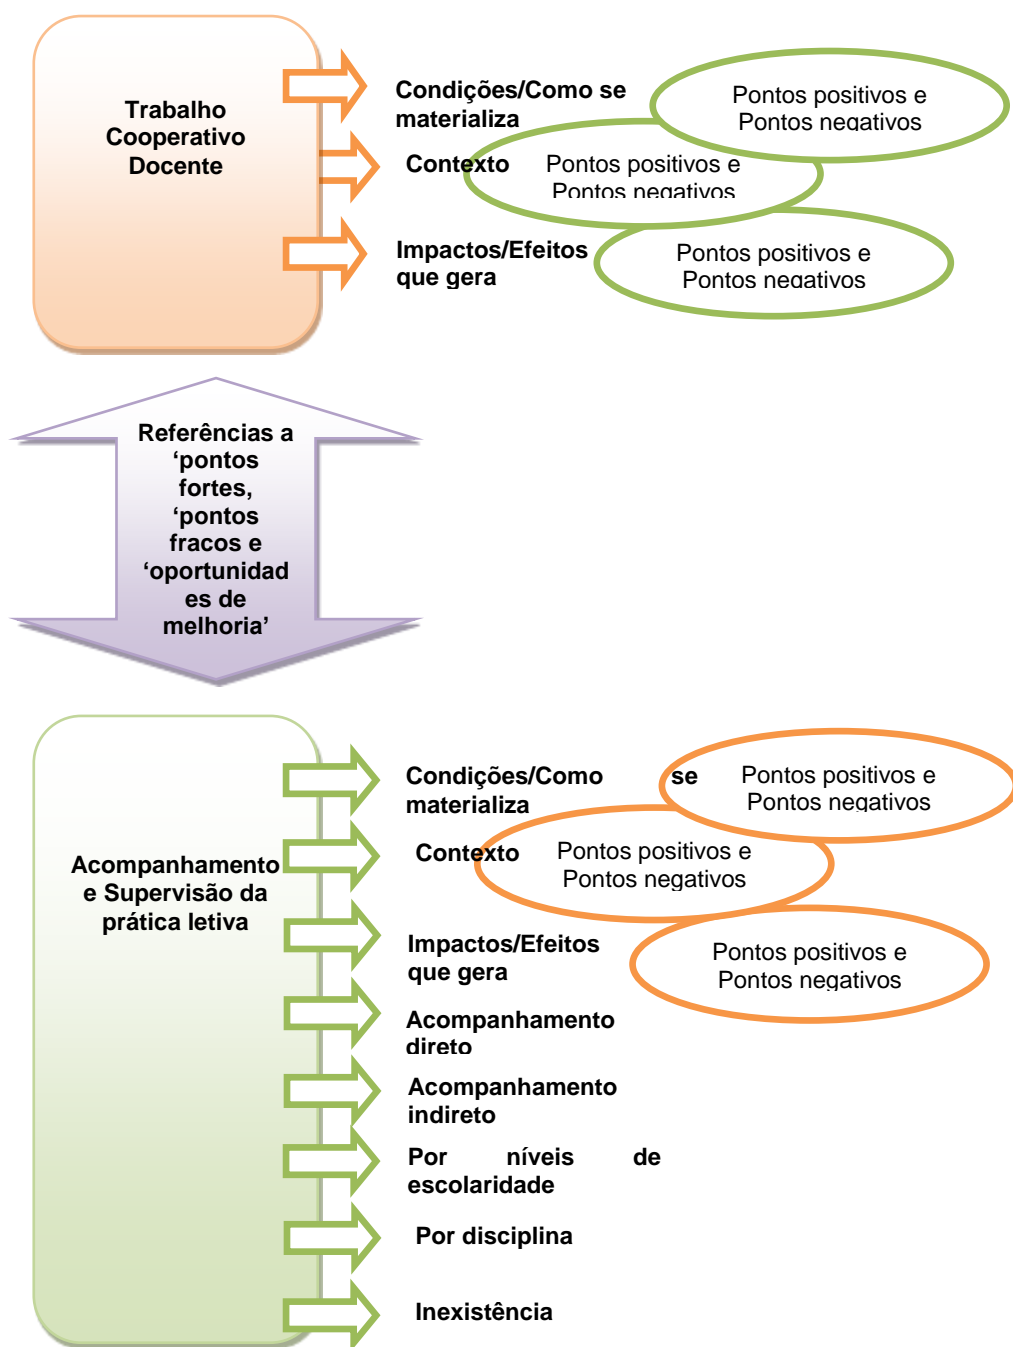 Trabalho
Cooperativo
Docente
Condições/Como se
materializa
Pontos positivos e
Pontos negativos
Contexto
Pontos positivos e
Pontos negativos
Impactos/Efeitos
que gera
Pontos positivos e
Pontos negativos
Referências a
‘pontos
fortes,
‘pontos
fracos e
‘oportunidad
es de
melhoria’
Acompanhamento
e Supervisão da
prática letiva
Condições/Como se
materializa
Pontos positivos e
Pontos negativos
Contexto
Pontos positivos e
Pontos negativos
Impactos/Efeitos
que gera
Pontos positivos e
Pontos negativos
Acompanhamento
direto
Acompanhamento
indireto
Por níveis de
escolaridade
Por disciplina
Inexistência